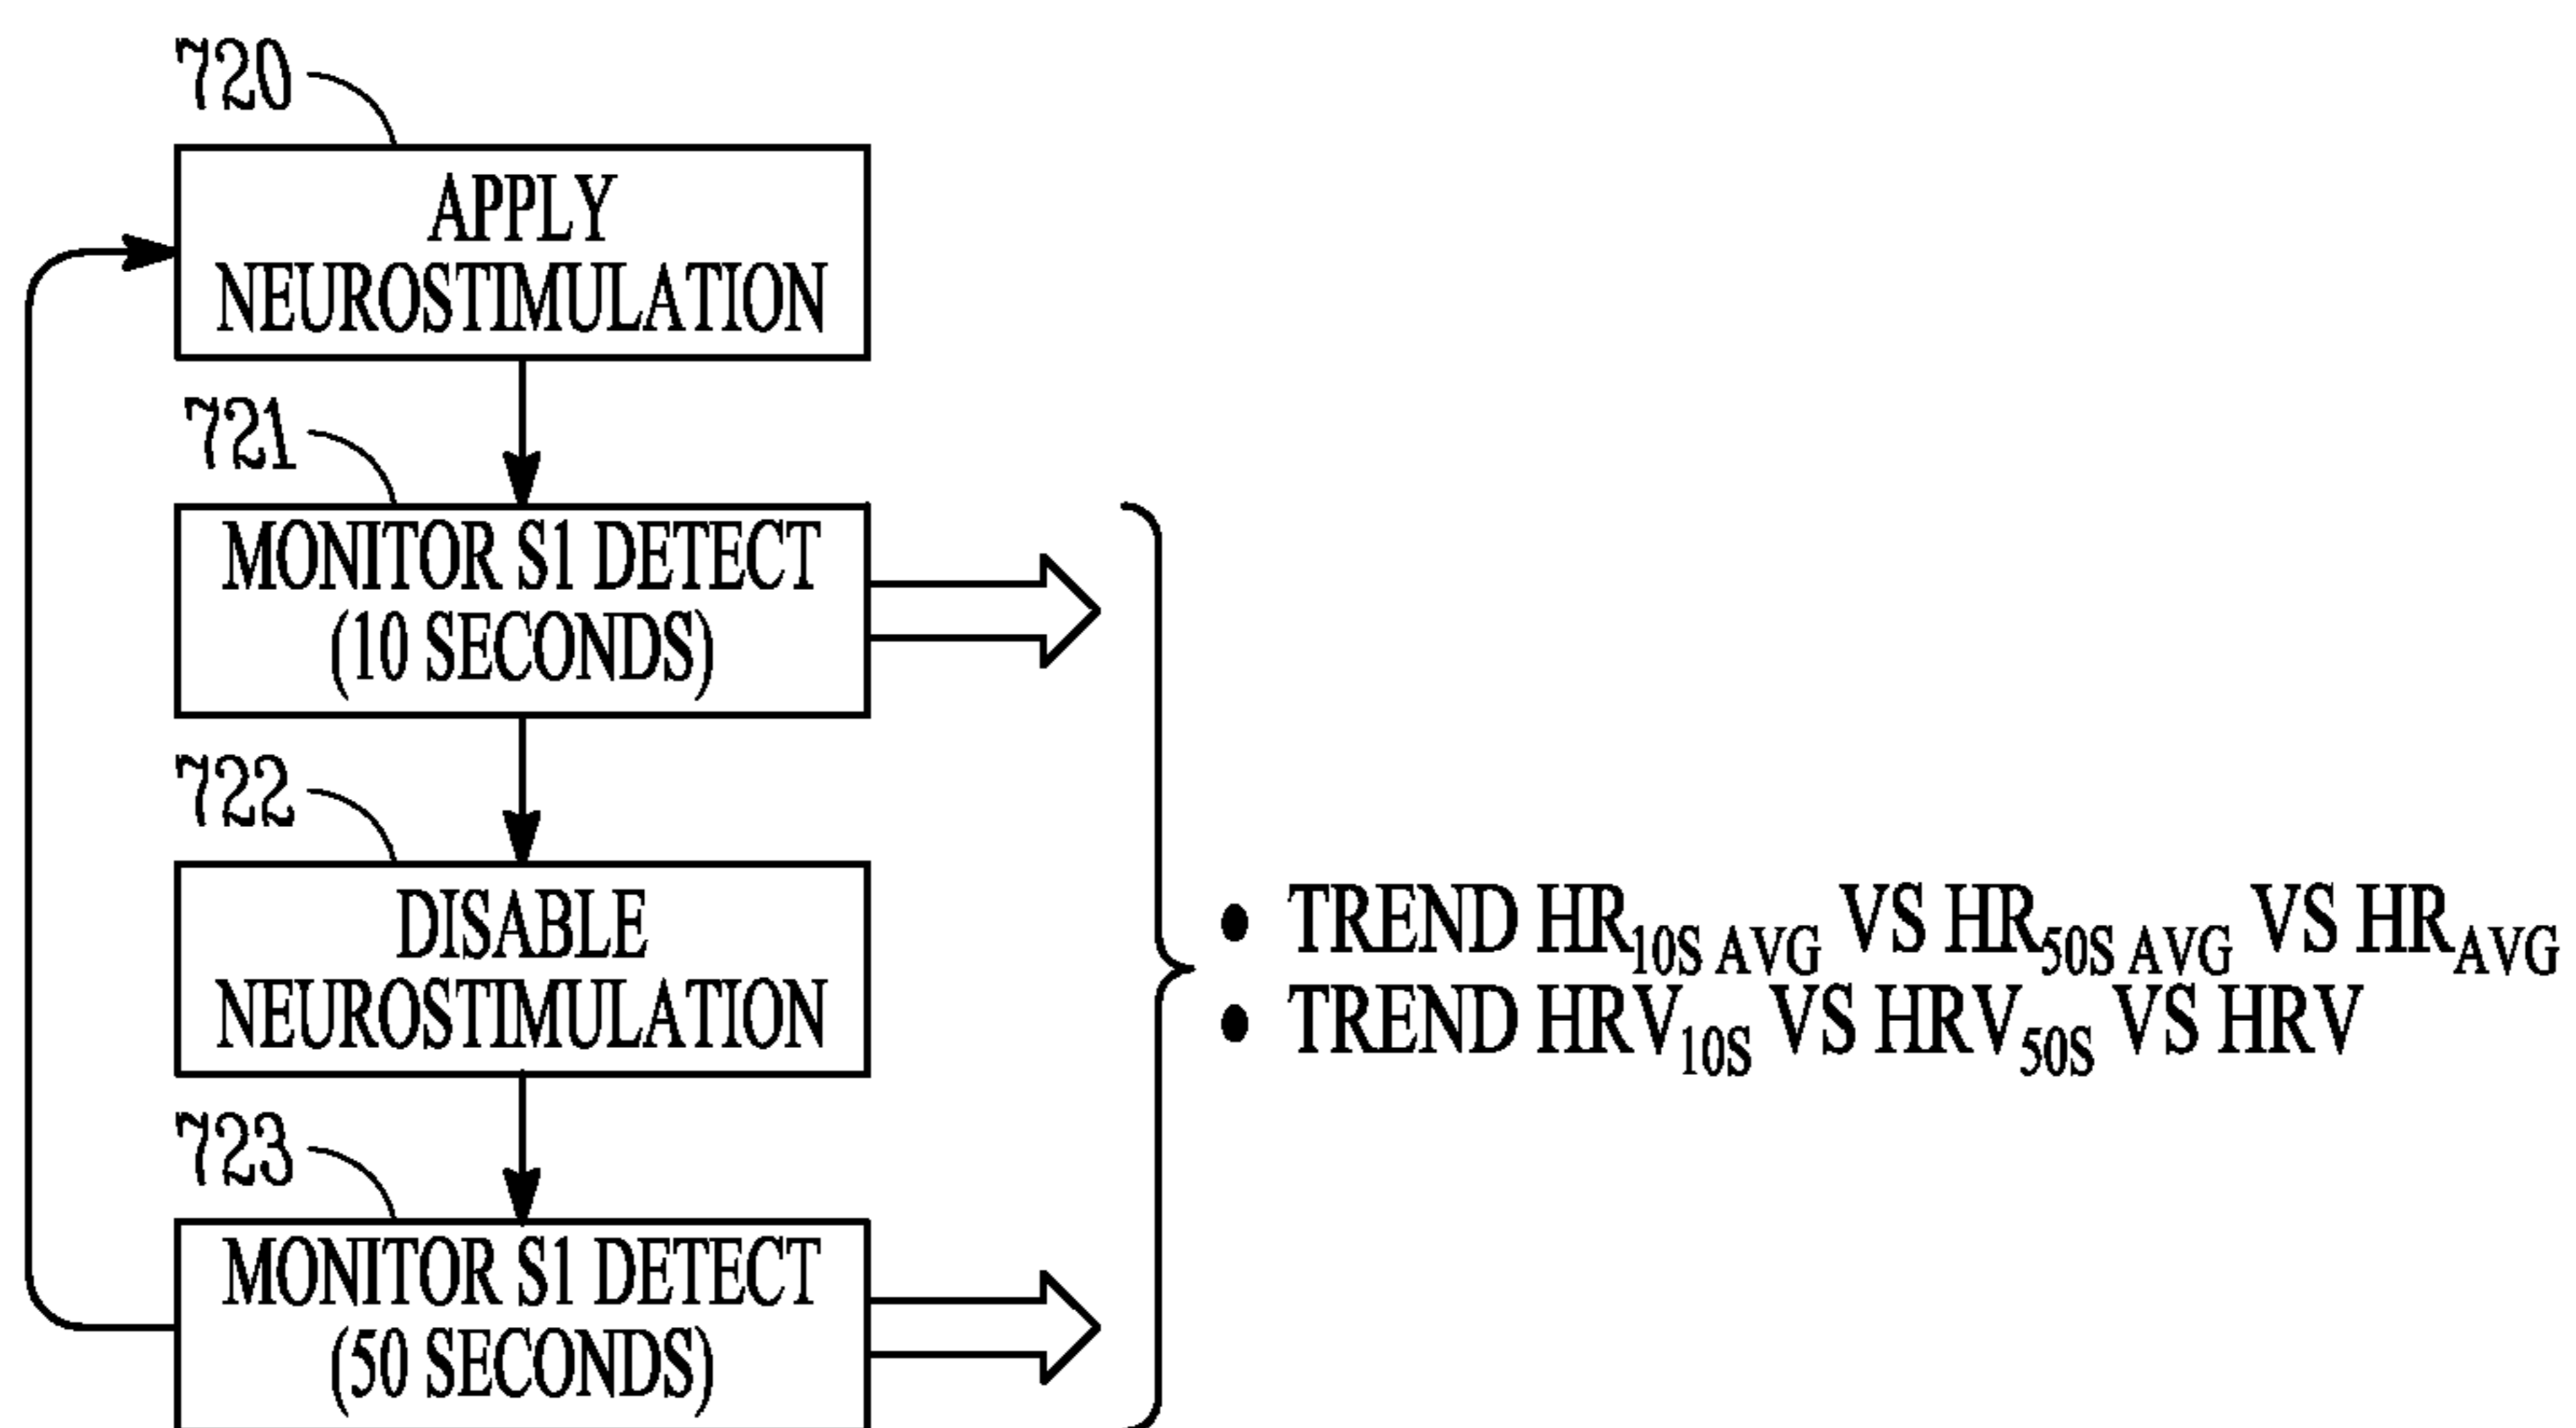 720
APPLY
NEUROSTIMULATION
721
MONITOR S1 DETECT
(10 SECONDS)
722
DISABLE
NEUROSTIMULATION
723
MONITOR S1 DETECT
(50 SECONDS)
• TREND HR10S AVG VS HR50S AVG VS HRAVG
• TREND HRV10S VS HRV50S VS HRV